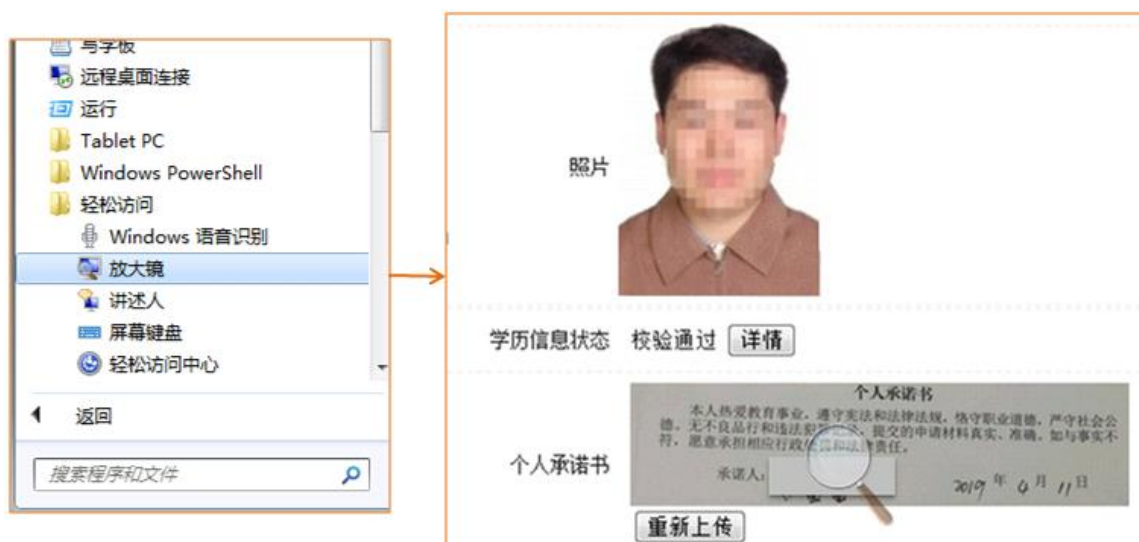 写字板
远程桌面连接
运行
Tablet PC
Windows PowerShell
轻松访问
Windows 语音识别
放大镜
讲述人
屏幕键盘
轻松访问中心
返回
搜索程序和文件
照片
学历信息状态 校验通过 详情
个人承诺书
个人承诺书
本人热爱教育事业，遵守宪法和法律法规，恪守职业道德，严守社会公
德。无不良品行和违法犯罪记录，提交的申请材料真实、准确。如与事实不
符，愿意承担相应行政责任和法律责任。
承诺人：
2019 年 4 月 11 日
重新上传